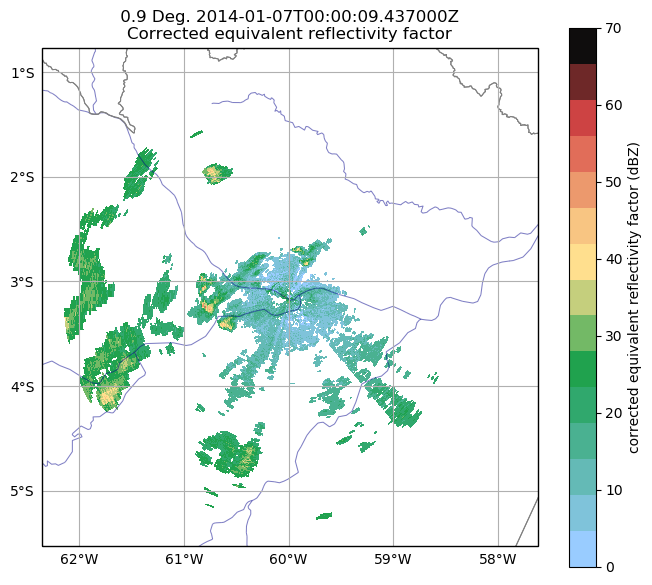 0.9 Deg. 2014-01-07T00:00:09.437000Z
Corrected equivalent reflectivity factor
1°S
2°S
3°S
4°S
5°S
62°W
61°W
60°W
59°W
58°W
70
60
50
40
30
20
10
0
corrected equivalent reflectivity factor (dBZ)